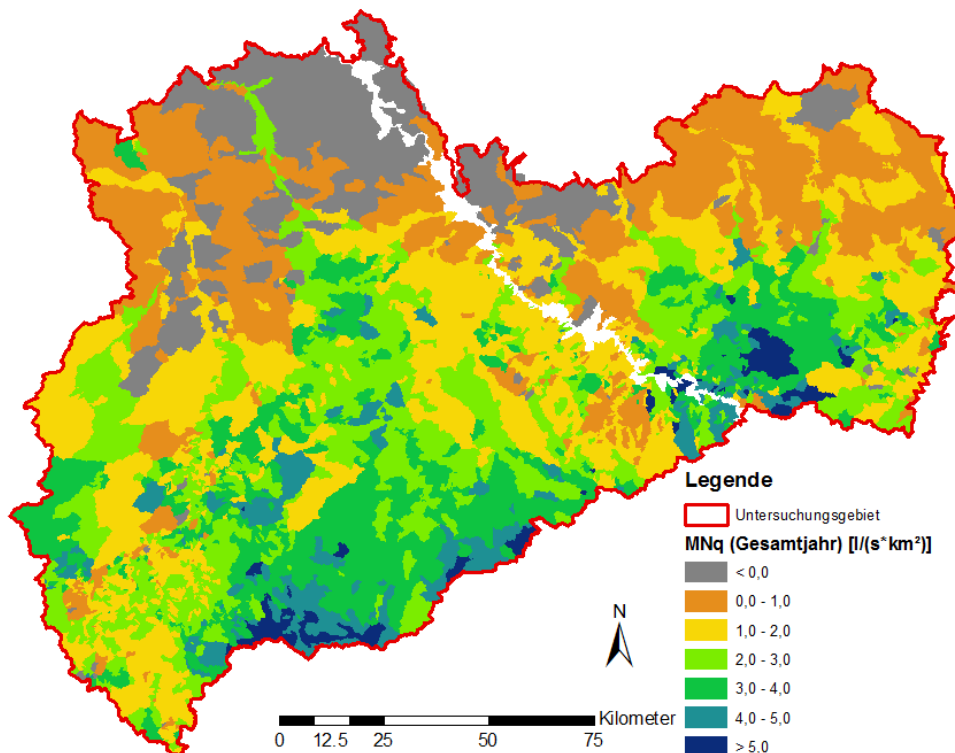 Legende
Untersuchungsgebiet
MNq (Gesamtjahr) [l/(s*km²)]
< 0,0
0,0 - 1,0
1,0 - 2,0
2,0 - 3,0
3,0 - 4,0
4,0 - 5,0
> 5,0
N
Kilometer
0 12.5 25 50 75